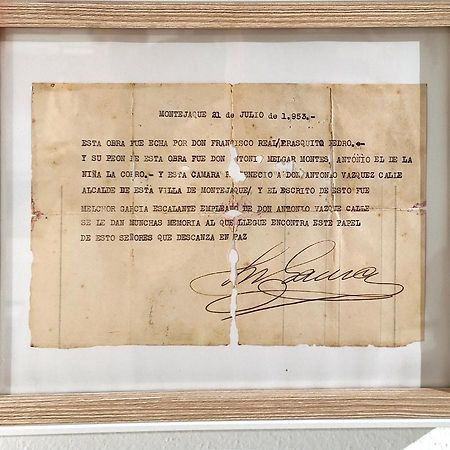 MONTEJAQUE 21 de JULIO de 1.953.-
ESTA OBRA FUE ECHA POR DON FRANCISCO REAL/FRASQUITO PEDRO.-
Y SU PEON DE ESTA OBRA FUE DON ANTONI MELGAR MONTES ANTONIO EL DE LA
NIÑA LA COBRO.- Y ESTA CAMARA PERTENECIO A DON ANTONIO VAZQUEZ CALLE
ALCALDE DE ESTA VILLA DE MONTEJAQUE/ Y EL ESCRITO DE ESTO FUE
MELCHOR GARCIA ESCALANTE EMPLEADO DE DON ANTONIO VAZQUE CALLE
SE LE DAN MUNCHAS MEMORIA AL QUE LLEGUE ENCONTRA ESTE PAPEL
DE ESTO SEÑORES QUE DESCANZA EN PAZ